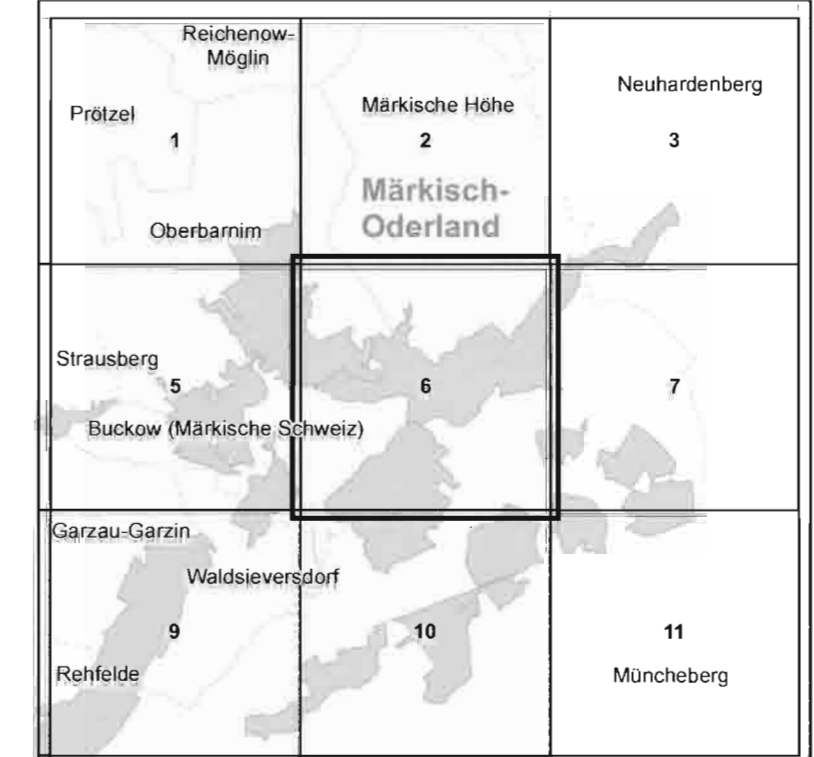 Reichenow-
Möglin
Neuhardenberg
Prötzel
Märkische Höhe
1
2
3
Märkisch-
Oderland
Oberbarnim
Strausberg
5
6
7
Buckow (Märkische Schweiz)
Garzau-Garzin
Waldsieversdorf
9
10
11
Rehfelde
Müncheberg